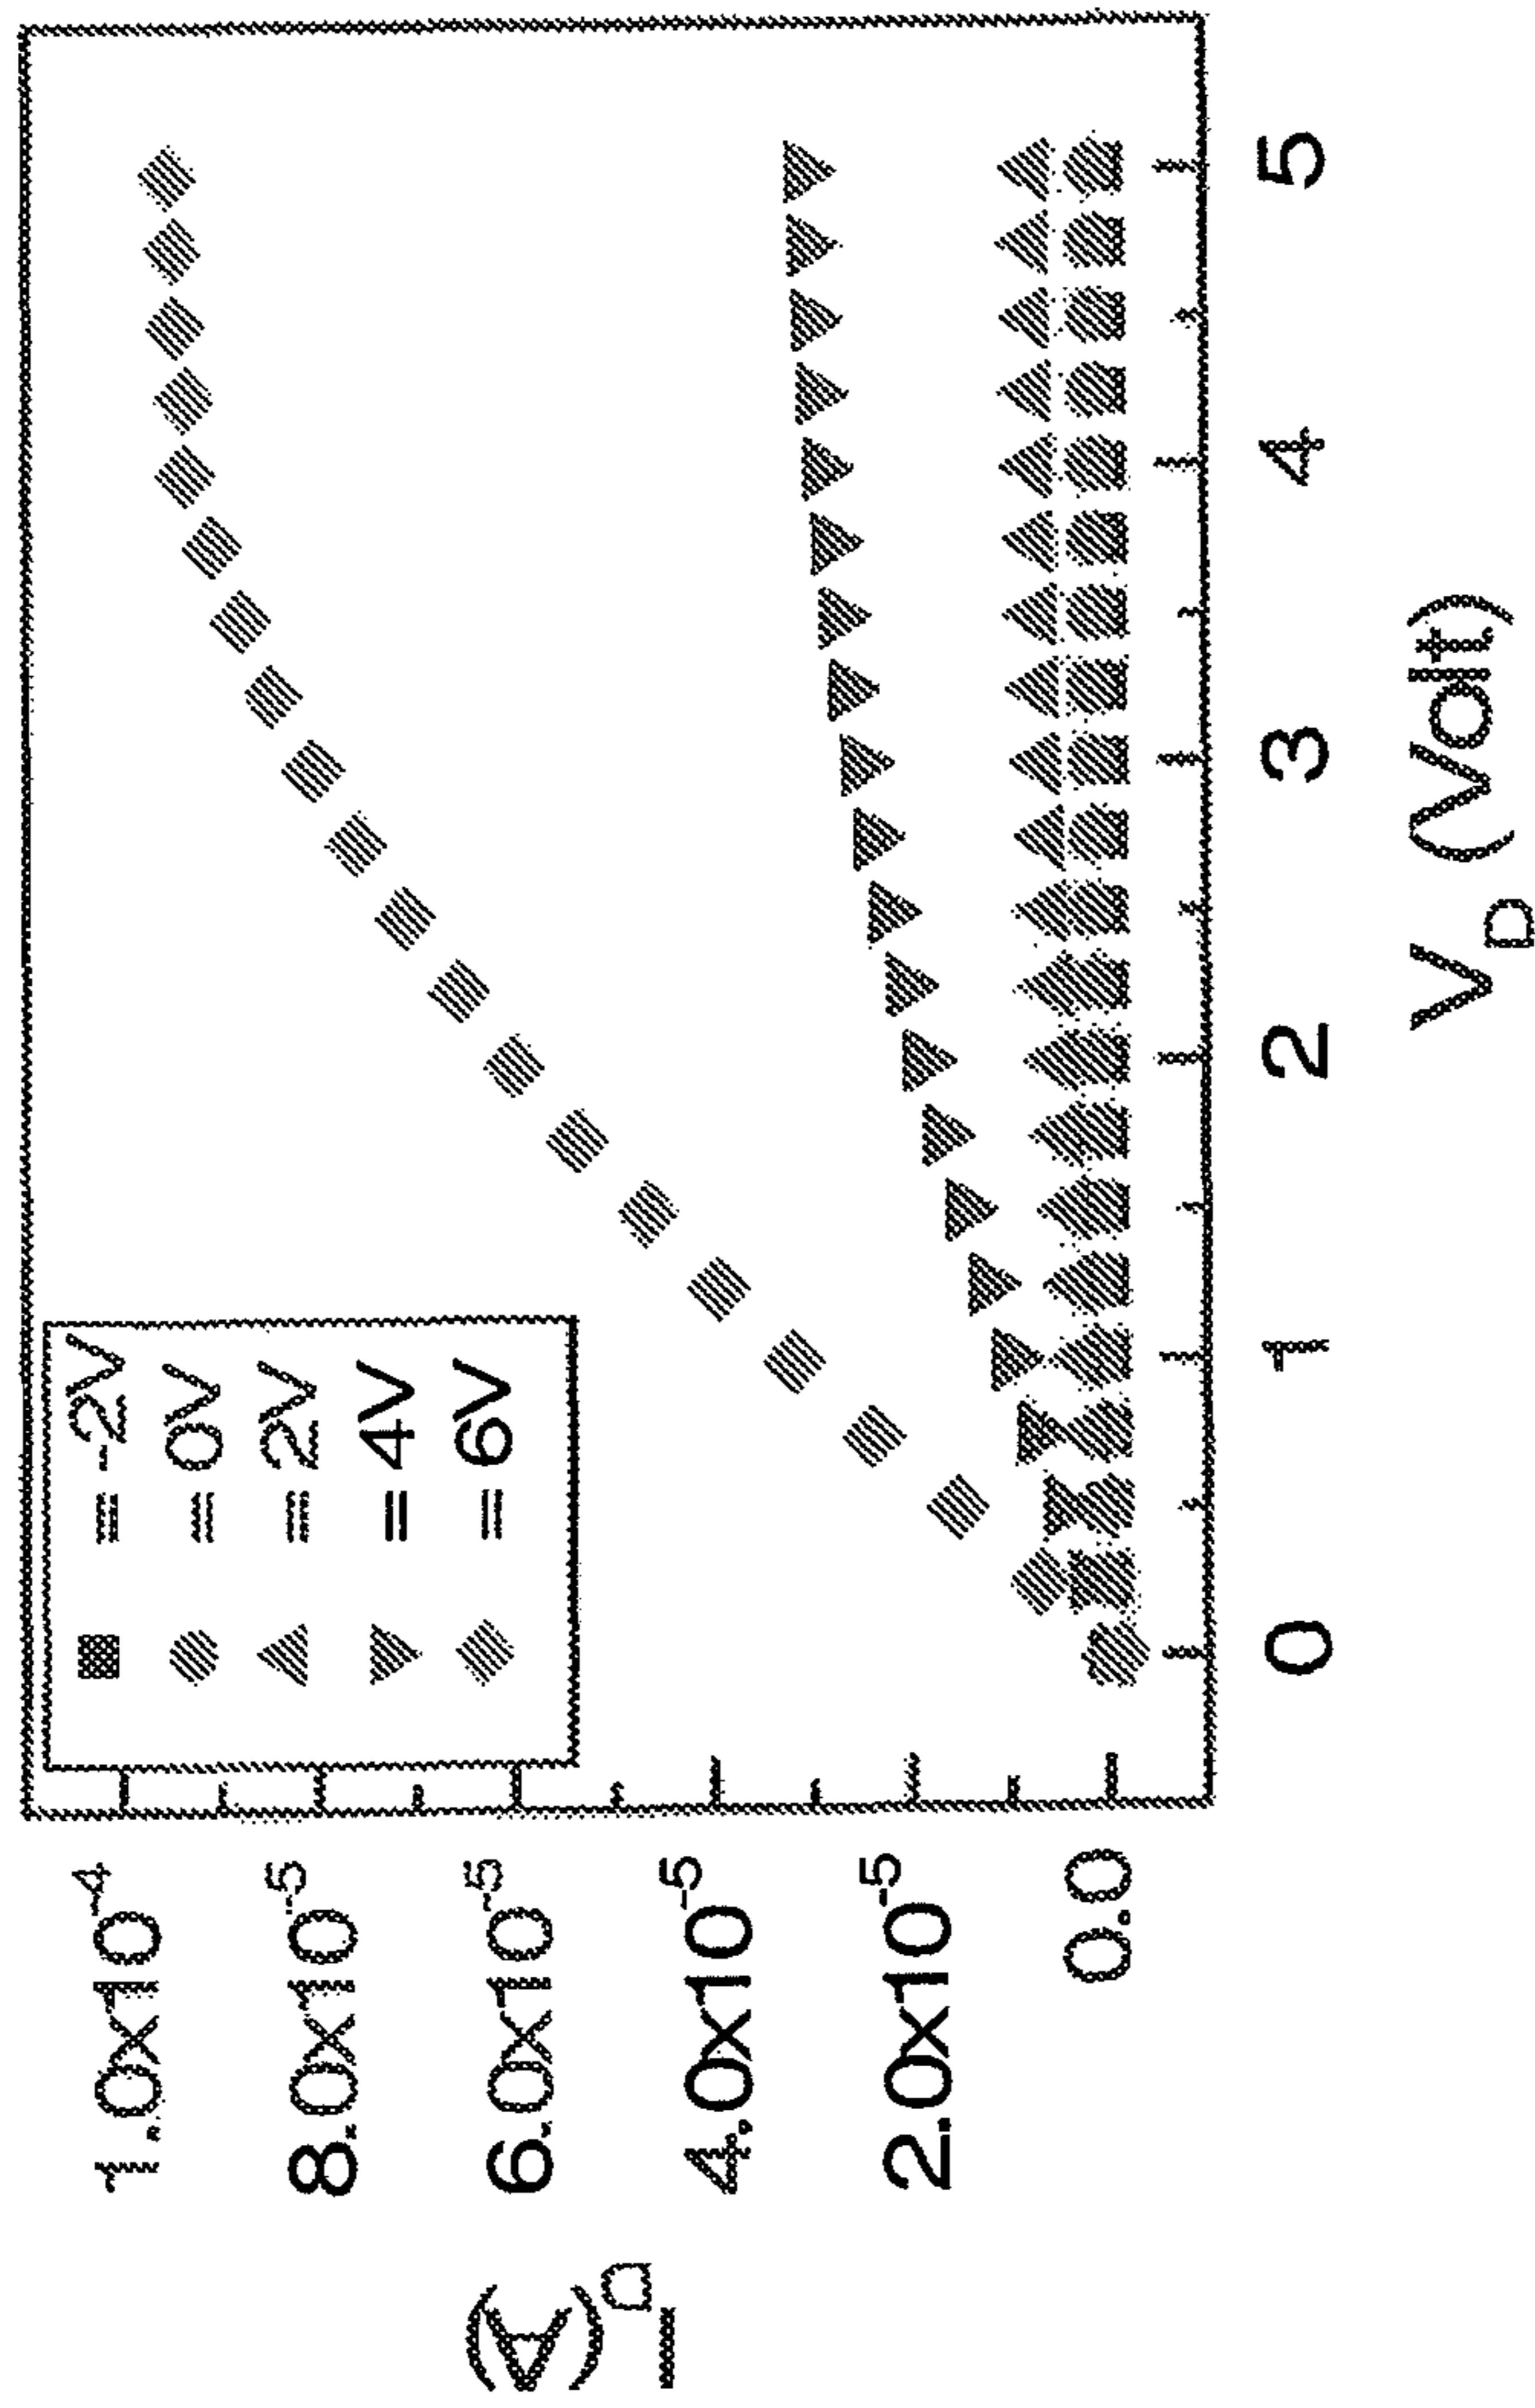 = -2V
= 0V
= 2V
= 4V
= 6V
1.0x10⁻⁴
8.0x10⁻⁵
6.0x10⁻⁵
4.0x10⁻⁵
2.0x10⁻⁵
0.0
I_D(A)
0 1 2 3 4 5
V_D (Volt)